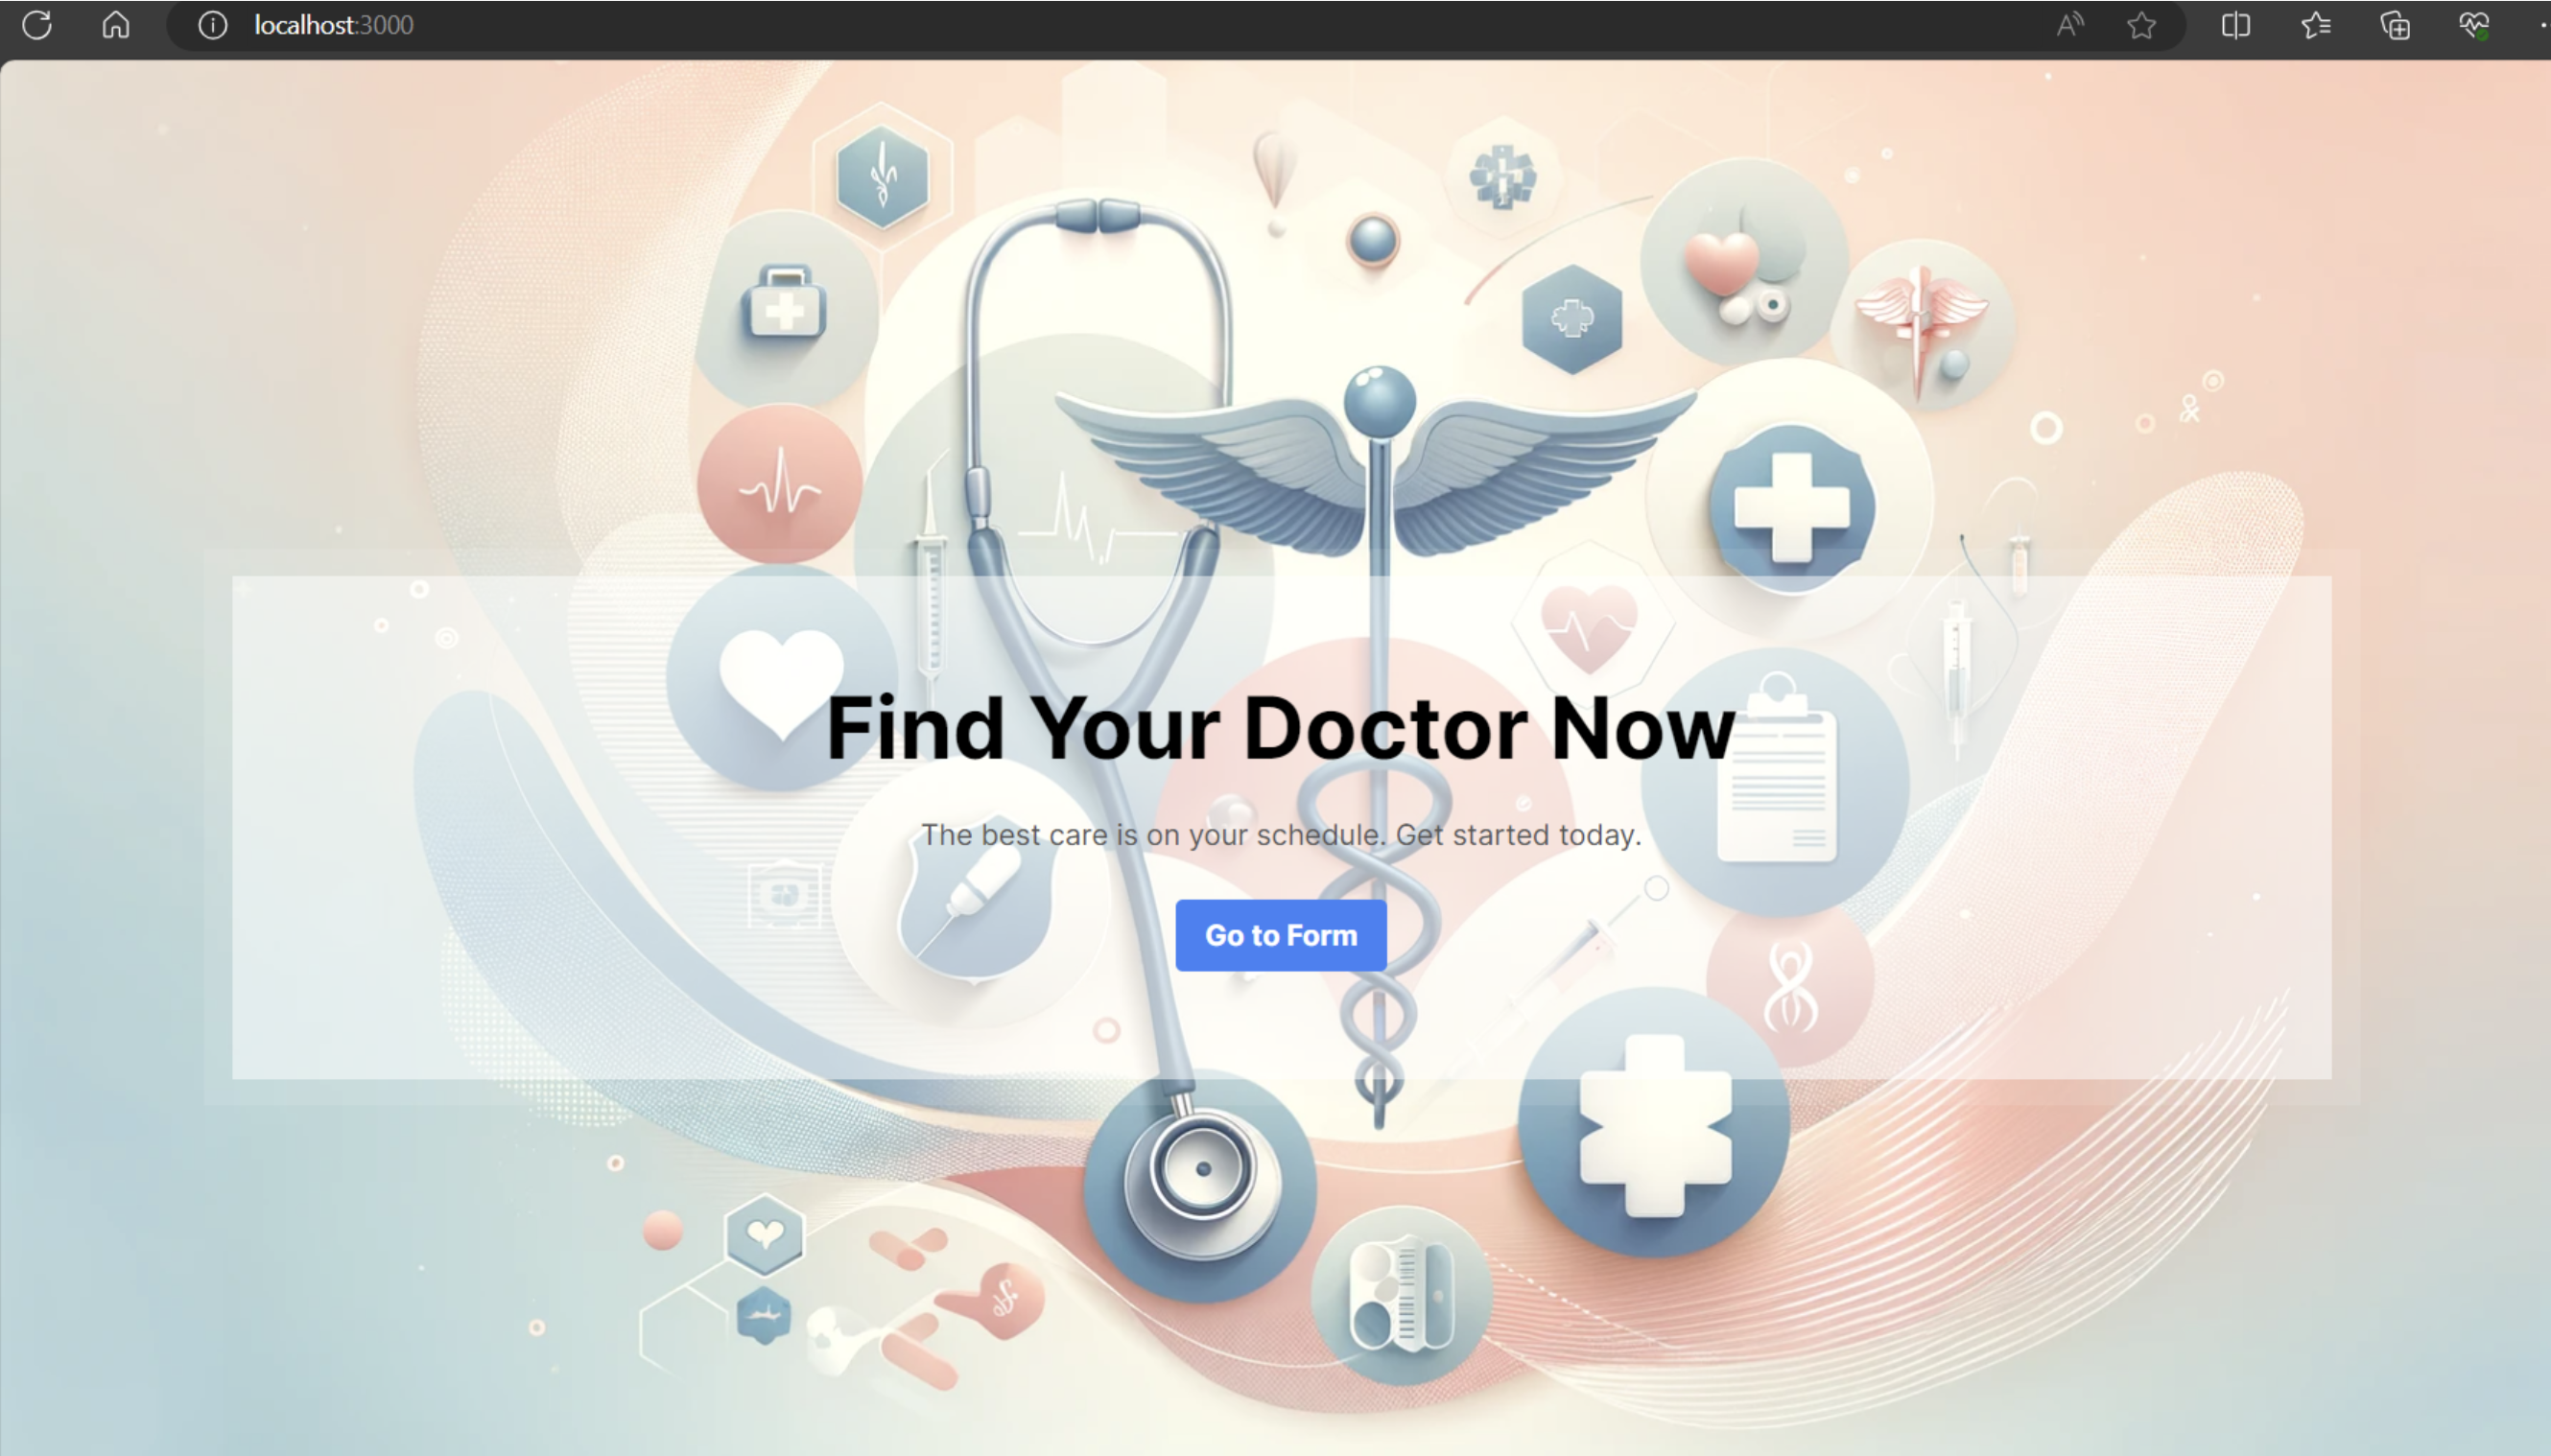 localhost:3000
Find Your Doctor Now
The best care is on your schedule. Get started today.
Go to Form